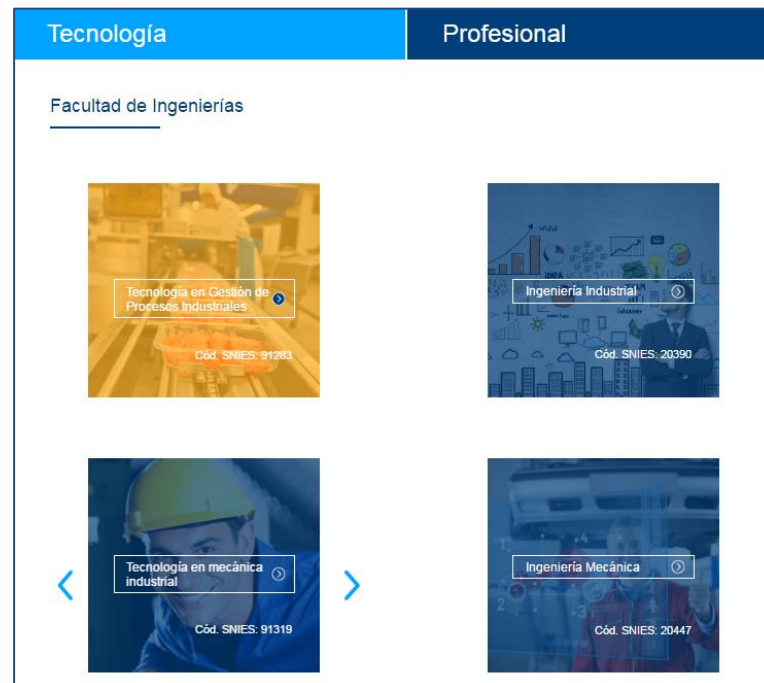 Tecnología
Profesional
Facultad de Ingenierías
Tecnología en Gestión de
Procesos Industriales
Cód. SNIES: 91283
Ingeniería Industrial
Cód. SNIES: 20390
Tecnología en mecánica
industrial
Cód. SNIES: 91319
Ingeniería Mecánica
Cód. SNIES: 20447